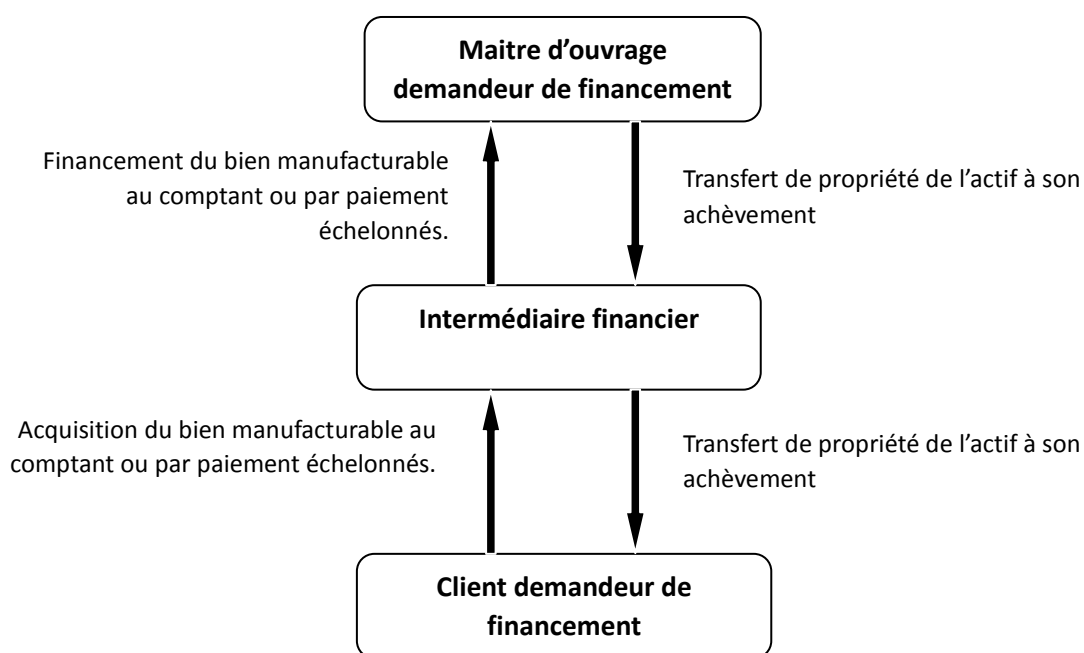 Maitre d’ouvrage
demandeur de financement
Financement du bien manufacturable
au comptant ou par paiement
échelonnés.
Transfert de propriété de l’actif à son
achèvement
Intermédiaire financier
Acquisition du bien manufacturable au
comptant ou par paiement échelonnés.
Transfert de propriété de l’actif à son
achèvement
Client demandeur de
financement